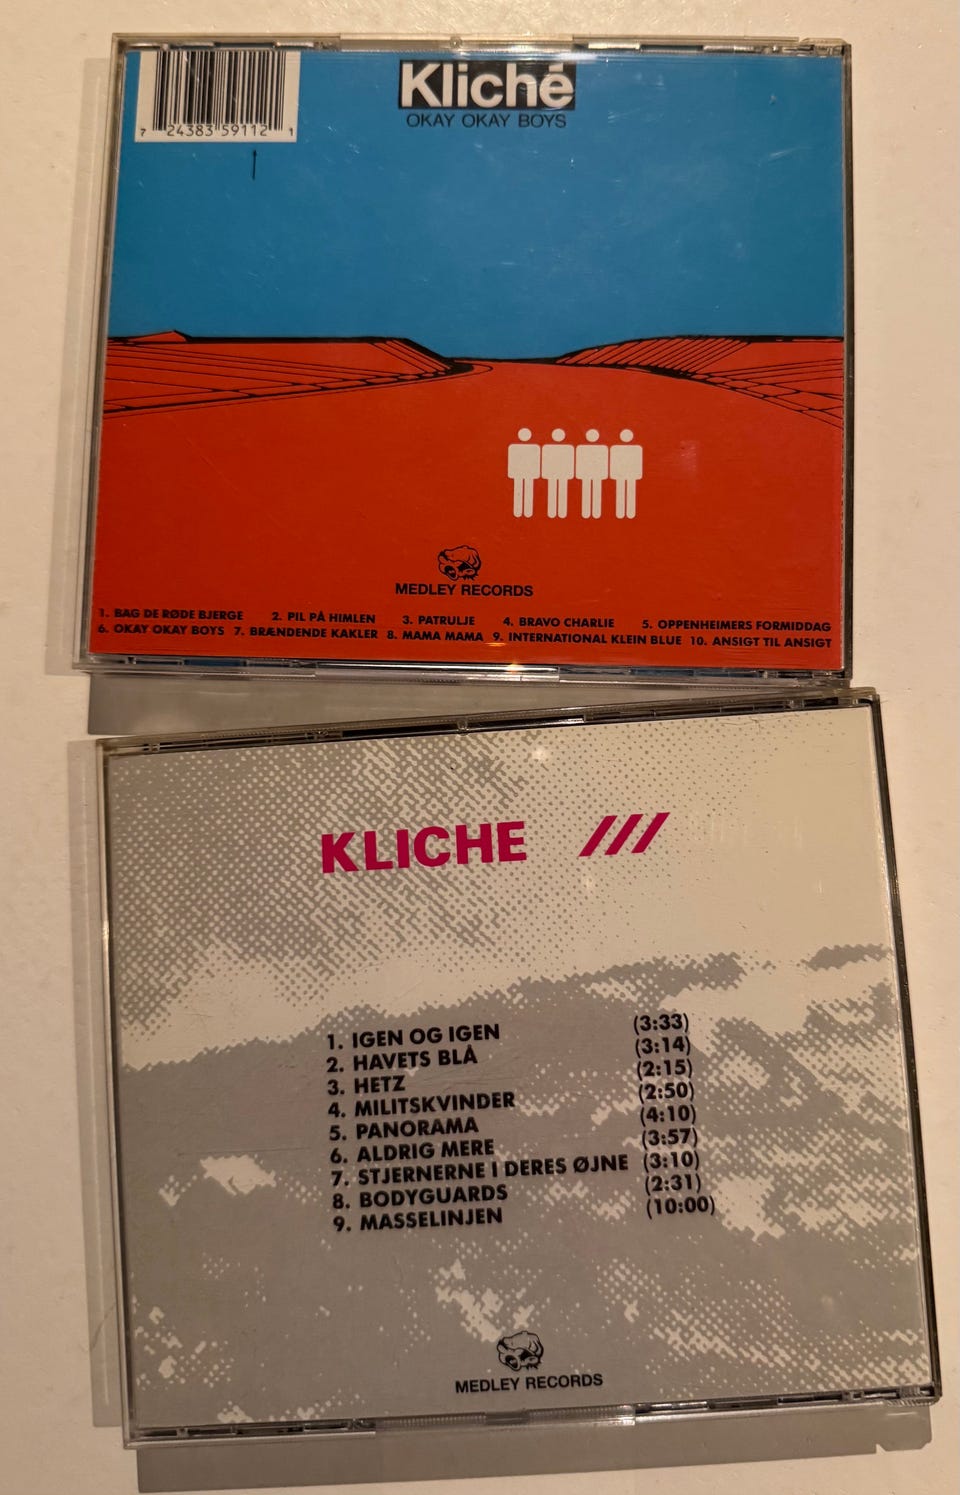 7 24383 59112 1
Kliché
OKAY OKAY BOYS
MEDLEY RECORDS
1. BAG DE RØDE BJERGE 2. PIL PÅ HIMLEN 3. PATRULJE 4. BRAVO CHARLIE 5. OPPENHEIMERS FORMIDDAG
6. OKAY OKAY BOYS 7. BRÆNDENDE KAKLER 8. MAMA MAMA 9. INTERNATIONAL KLEIN BLUE 10. ANSIGT TIL ANSIGT
KLICHE ///
1. IGEN OG IGEN (3:33)
2. HAVETS BLÅ (3:14)
3. HETZ (2:15)
4. MILITSKVINDER (2:50)
5. PANORAMA (4:10)
6. ALDRIG MERE (3:57)
7. STJERNERNE I DERES ØJNE (3:10)
8. BODYGUARDS (2:31)
9. MASSELINJEN (10:00)
MEDLEY RECORDS